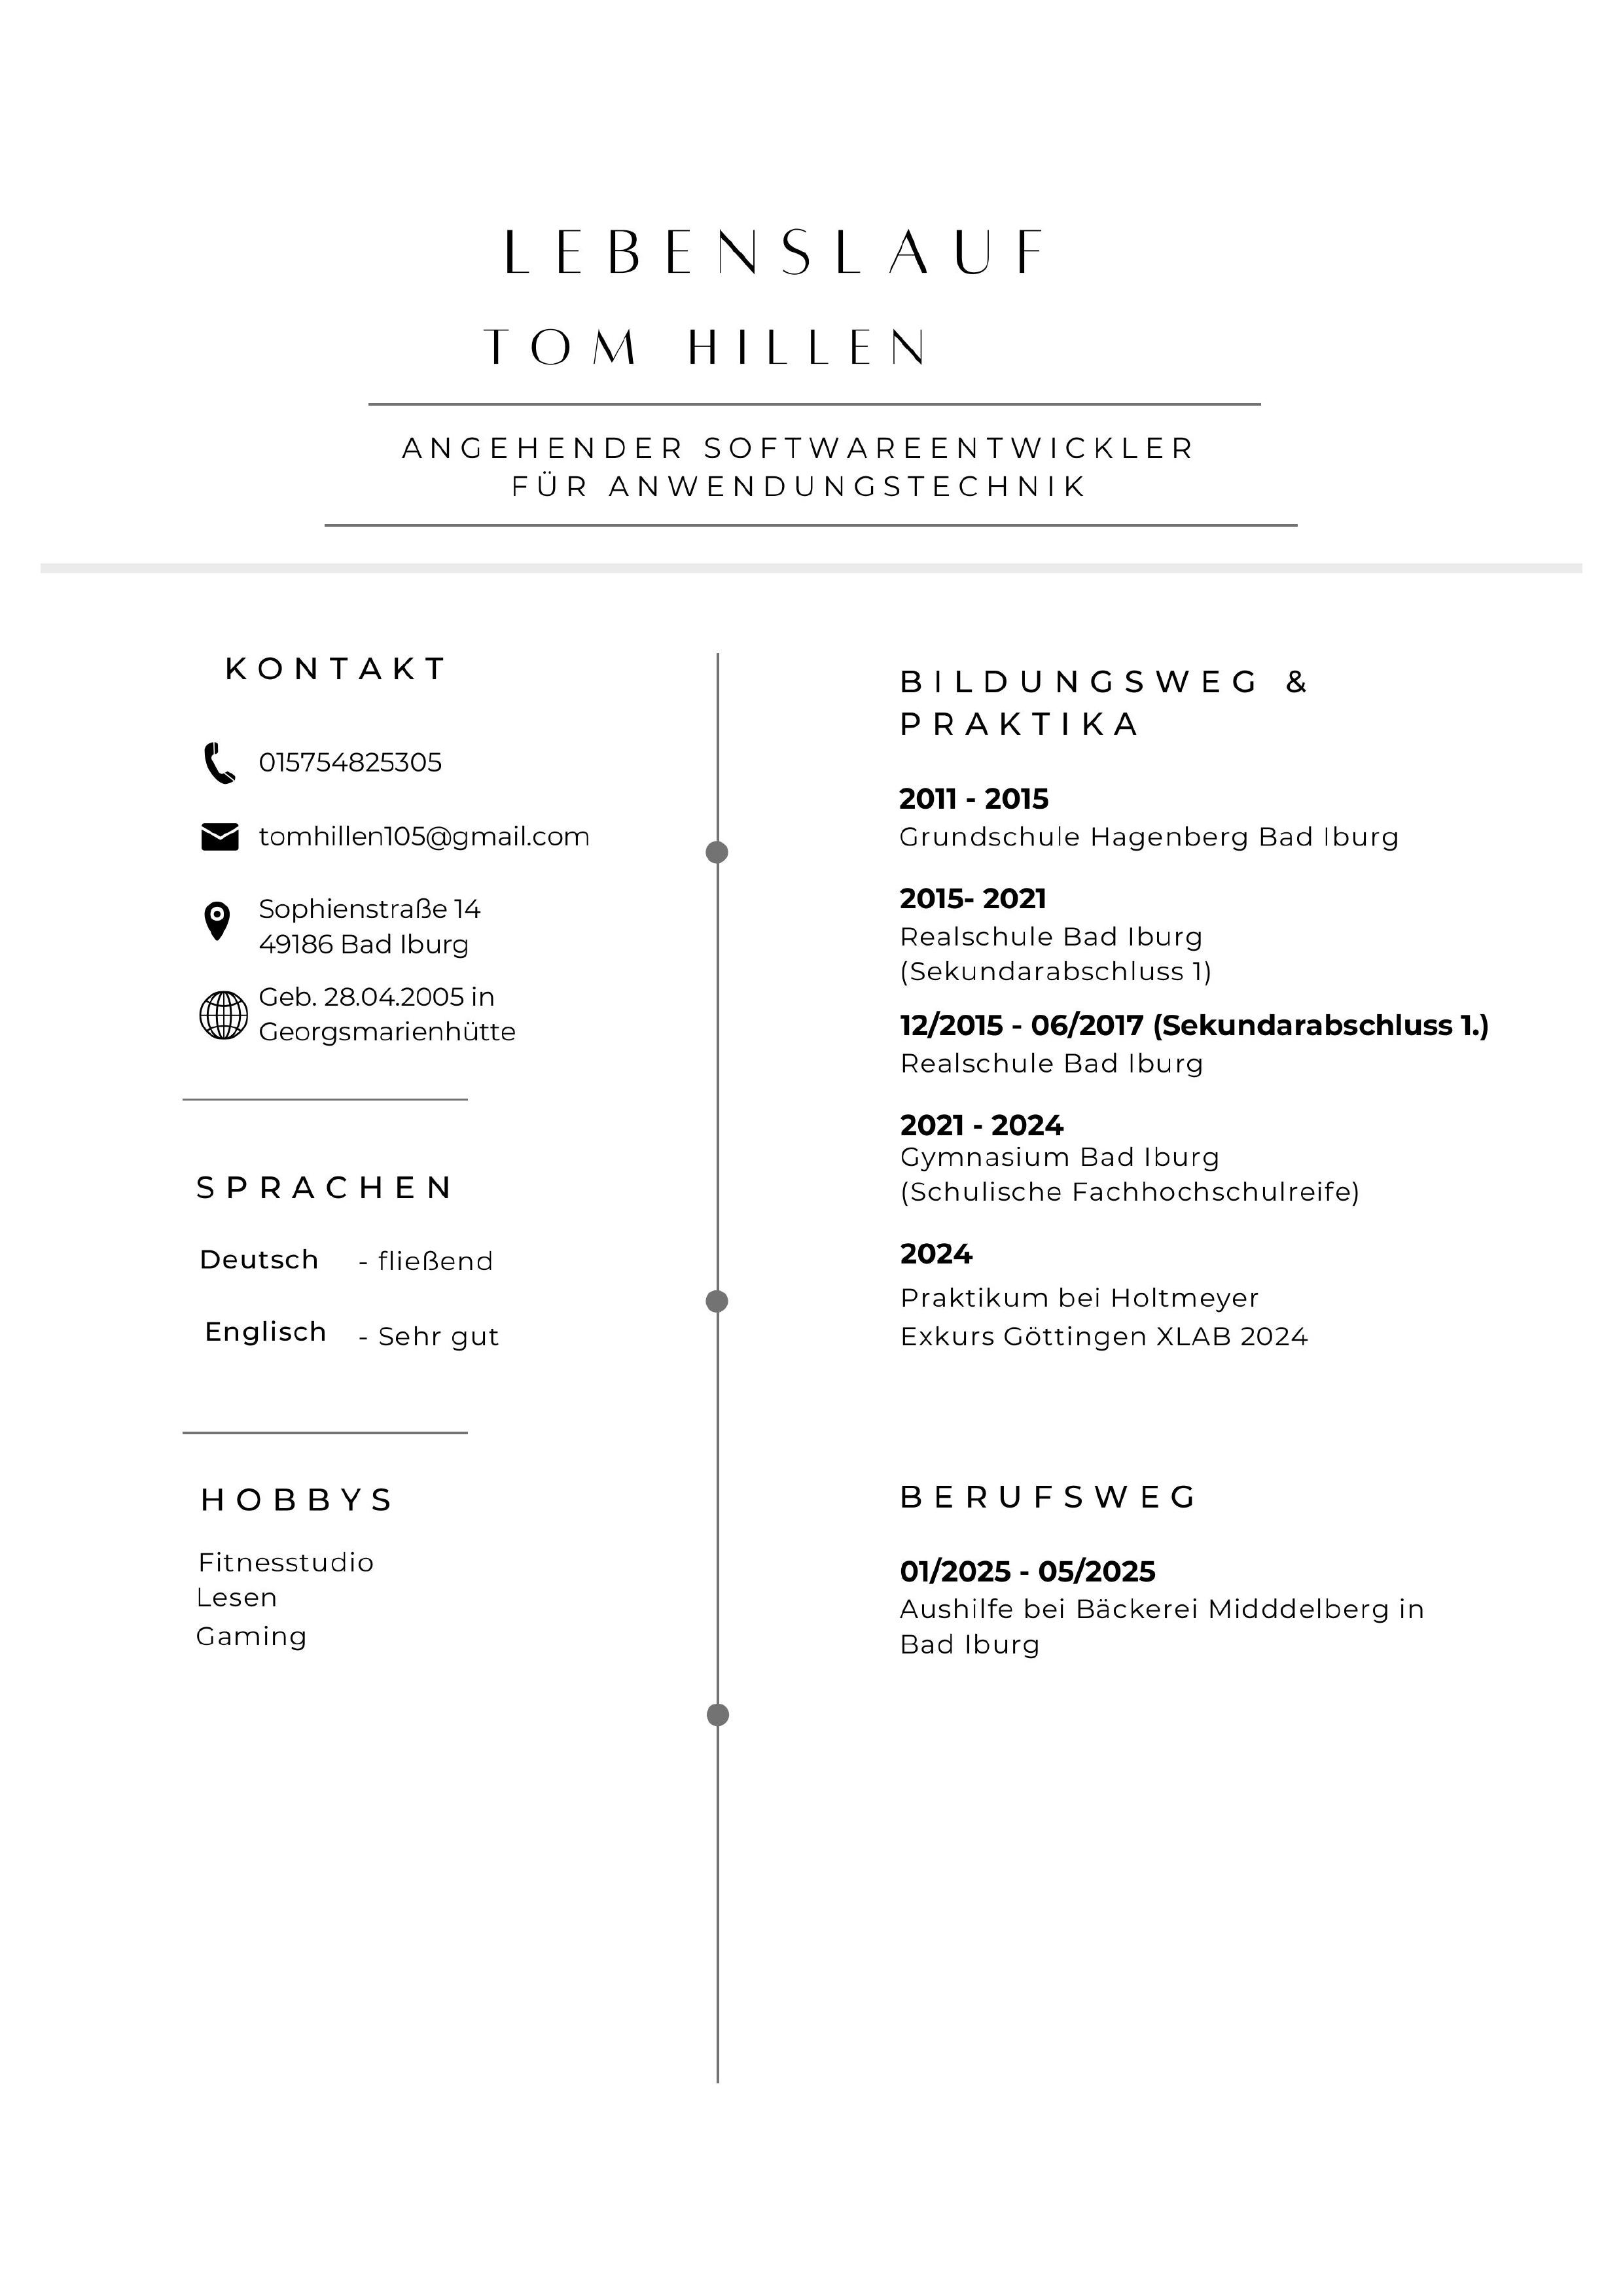 LEBENSLAUF
TOM HILLEN
ANGEHENDER SOFTWAREENTWICKLER
FÜR ANWENDUNGSTECHNIK
KONTAKT
015754825305
tomhillen105@gmail.com
Sophienstraße 14
49186 Bad Iburg
Geb. 28.04.2005 in
Georgsmarienhütte
SPRACHEN
Deutsch - fließend
Englisch - Sehr gut
HOBBYS
Fitnesstudio
Lesen
Gaming
BILDUNGSWEG &
PRAKTIKA
2011 - 2015
Grundschule Hagenberg Bad Iburg
2015- 2021
Realschule Bad Iburg
(Sekundarabschluss 1)
12/2015 - 06/2017 (Sekundarabschluss 1.)
Realschule Bad Iburg
2021 - 2024
Gymnasium Bad Iburg
(Schulische Fachhochschulreife)
2024
Praktikum bei Holtmeyer
Exkurs Göttingen XLAB 2024
BERUFSWEG
01/2025 - 05/2025
Aushilfe bei Bäckerei Midddelberg in
Bad Iburg